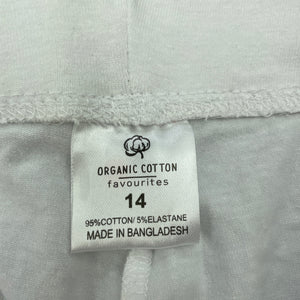 ORGANIC COTTON
favourites
14
95%COTTON/5%ELASTANE
MADE IN BANGLADESH